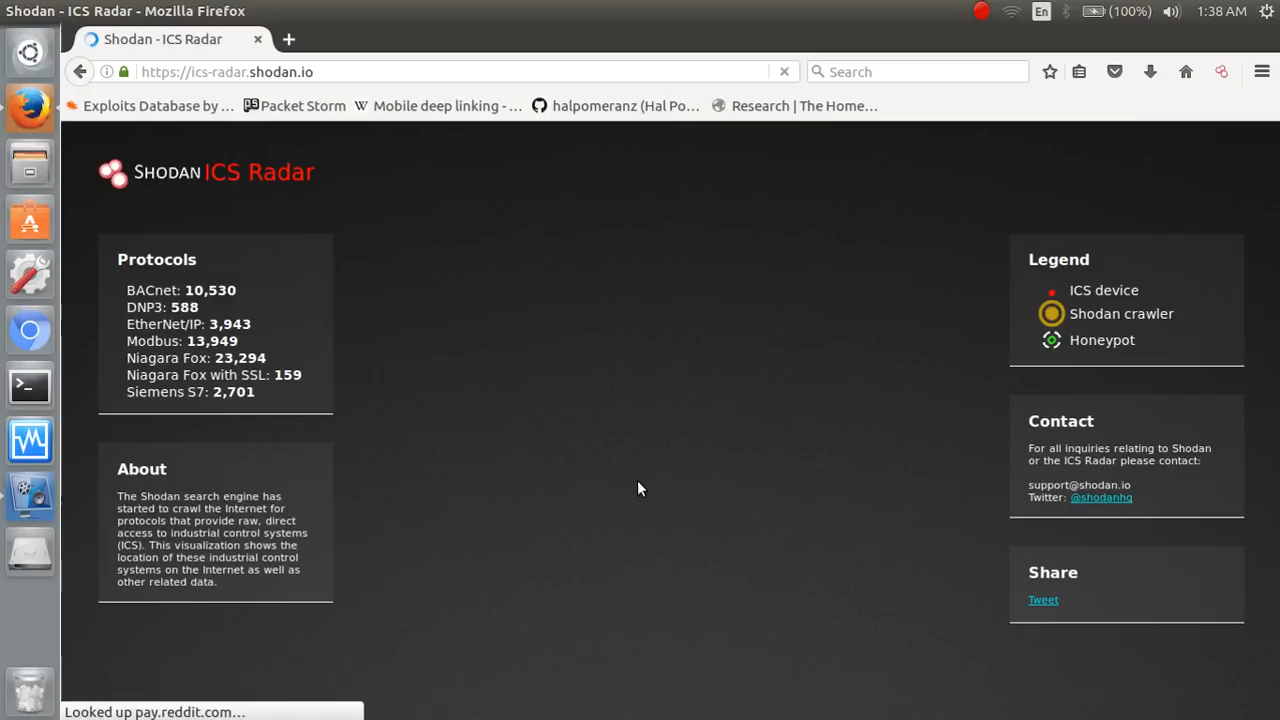 Shodan - ICS Radar - Mozilla Firefox
En
(100%)
1:38 AM
Shodan - ICS Radar
https://ics-radar.shodan.io
Search
Exploits Database by ...
Packet Storm
W Mobile deep linking - ...
halpomeranz (Hal Po...
Research | The Home...
SHODAN ICS Radar
Protocols
BACnet: 10,530
DNP3: 588
EtherNet/IP: 3,943
Modbus: 13,949
Niagara Fox: 23,294
Niagara Fox with SSL: 159
Siemens S7: 2,701
About
The Shodan search engine has
started to crawl the Internet for
protocols that provide raw, direct
access to industrial control systems
(ICS). This visualization shows the
location of these industrial control
systems on the Internet as well as
other related data.
Legend
ICS device
Shodan crawler
Honeypot
Contact
For all inquiries relating to Shodan
or the ICS Radar please contact:
support@shodan.io
Twitter: @shodanhq
Share
Tweet
Looked up pay.reddit.com...